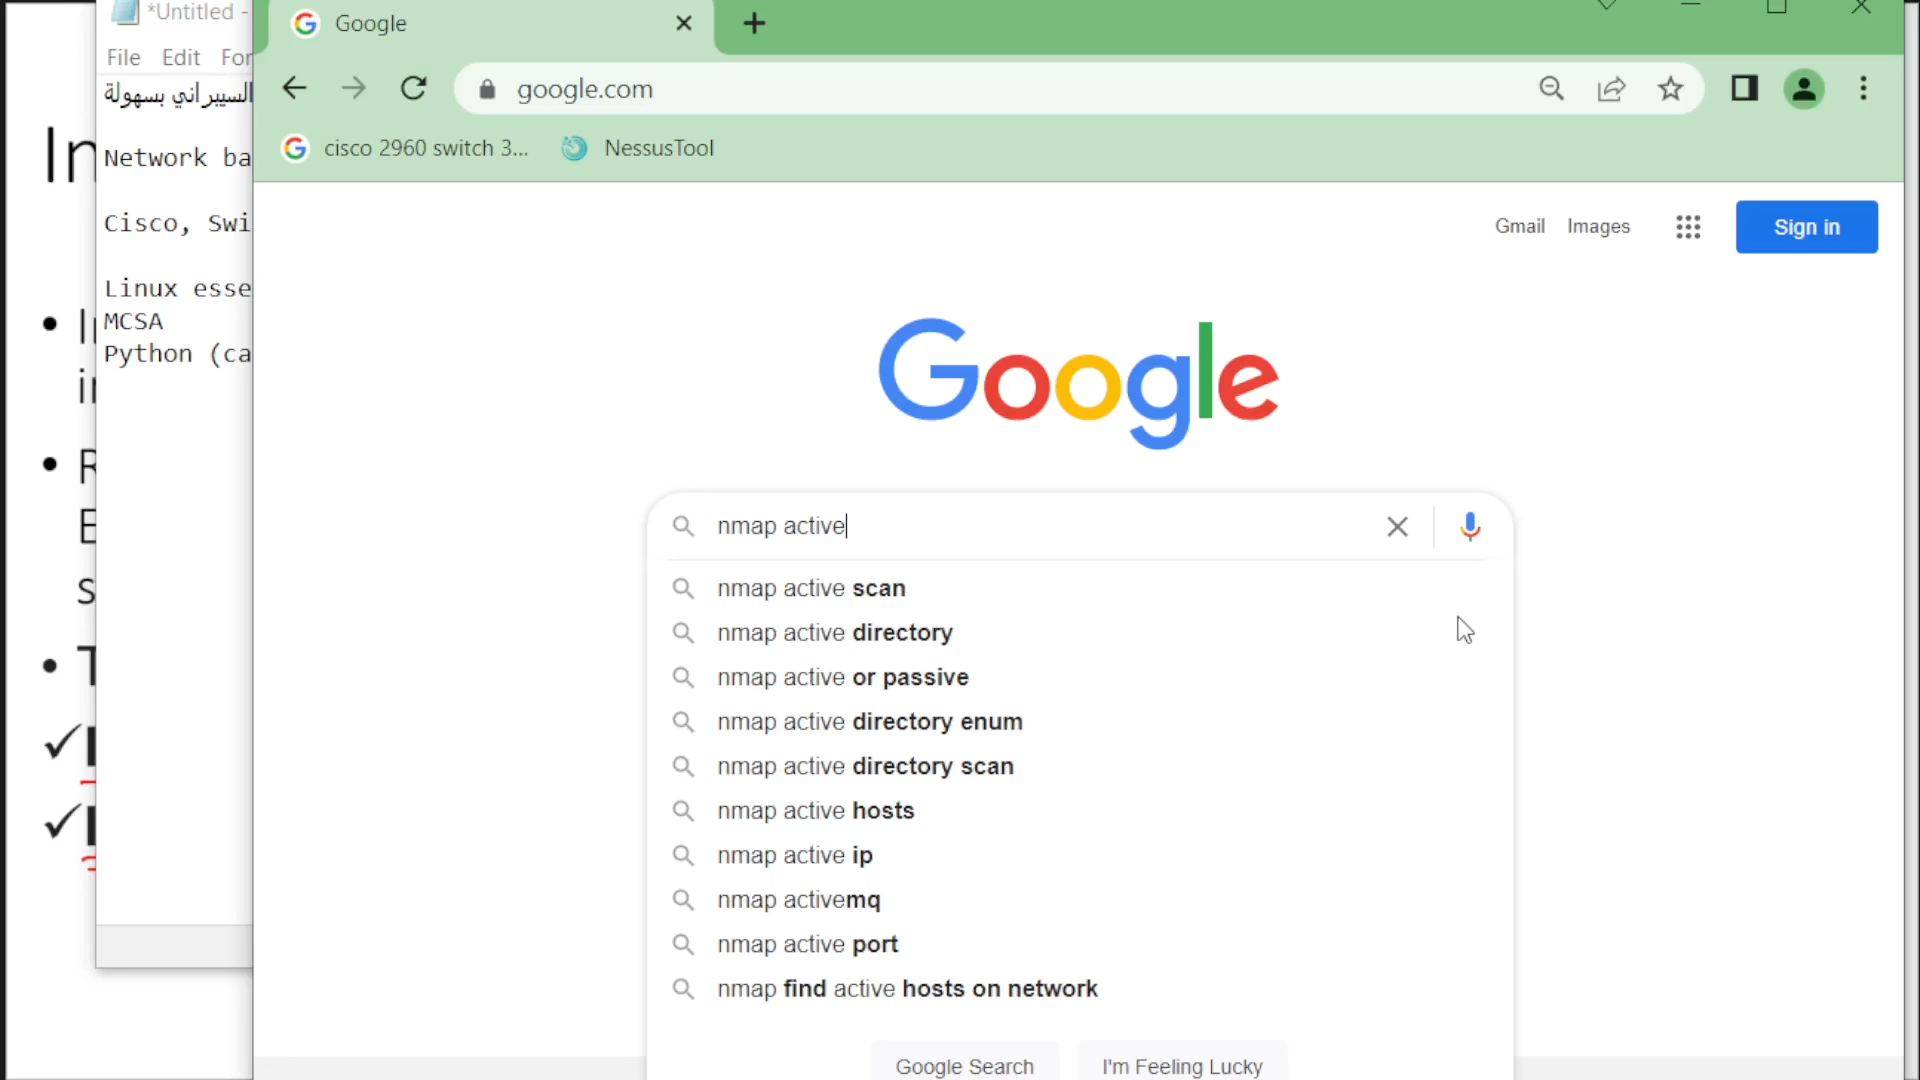 *Untitled -
File Edit For
السيبراني بسهولة
Network ba
Cisco, Swi
Linux esse
MCSA
Python (ca
In
Google
google.com
cisco 2960 switch 3...
NessusTool
Gmail
Images
Sign in
Google
nmap active
nmap active scan
nmap active directory
nmap active or passive
nmap active directory enum
nmap active directory scan
nmap active hosts
nmap active ip
nmap activemq
nmap active port
nmap find active hosts on network
Google Search
I'm Feeling Lucky